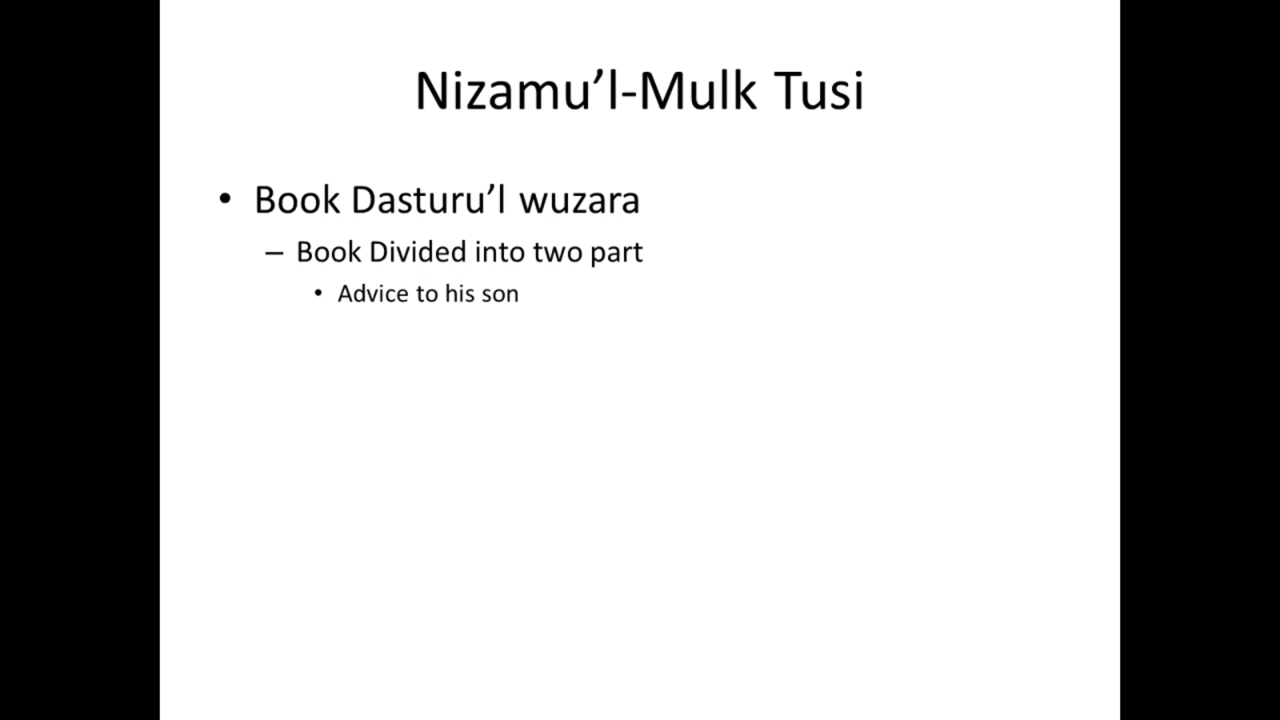 Nizamu’l-Mulk Tusi
• Book Dasturu’l wuzara
– Book Divided into two part
• Advice to his son